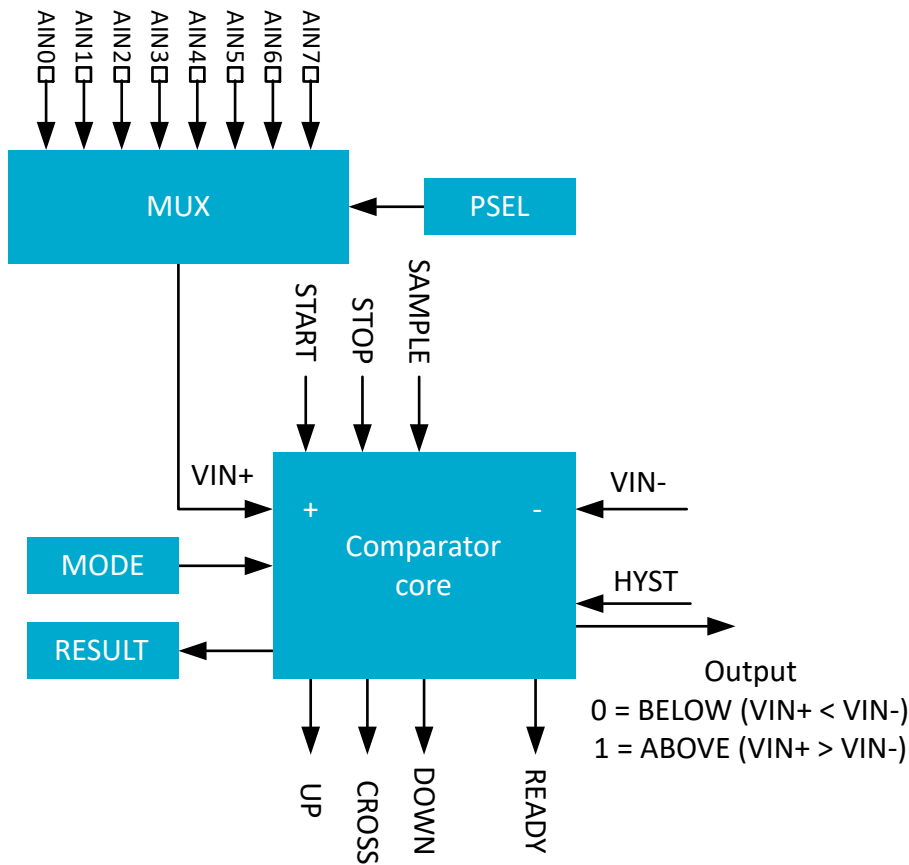 AIN0
AIN1
AIN2
AIN3
AIN4
AIN5
AIN6
AIN7
MUX
PSEL
START
STOP
SAMPLE
VIN+
VIN-
+
-
Comparator
core
MODE
HYST
RESULT
Output
0 = BELOW (VIN+ < VIN-)
1 = ABOVE (VIN+ > VIN-)
UP
CROSS
DOWN
READY